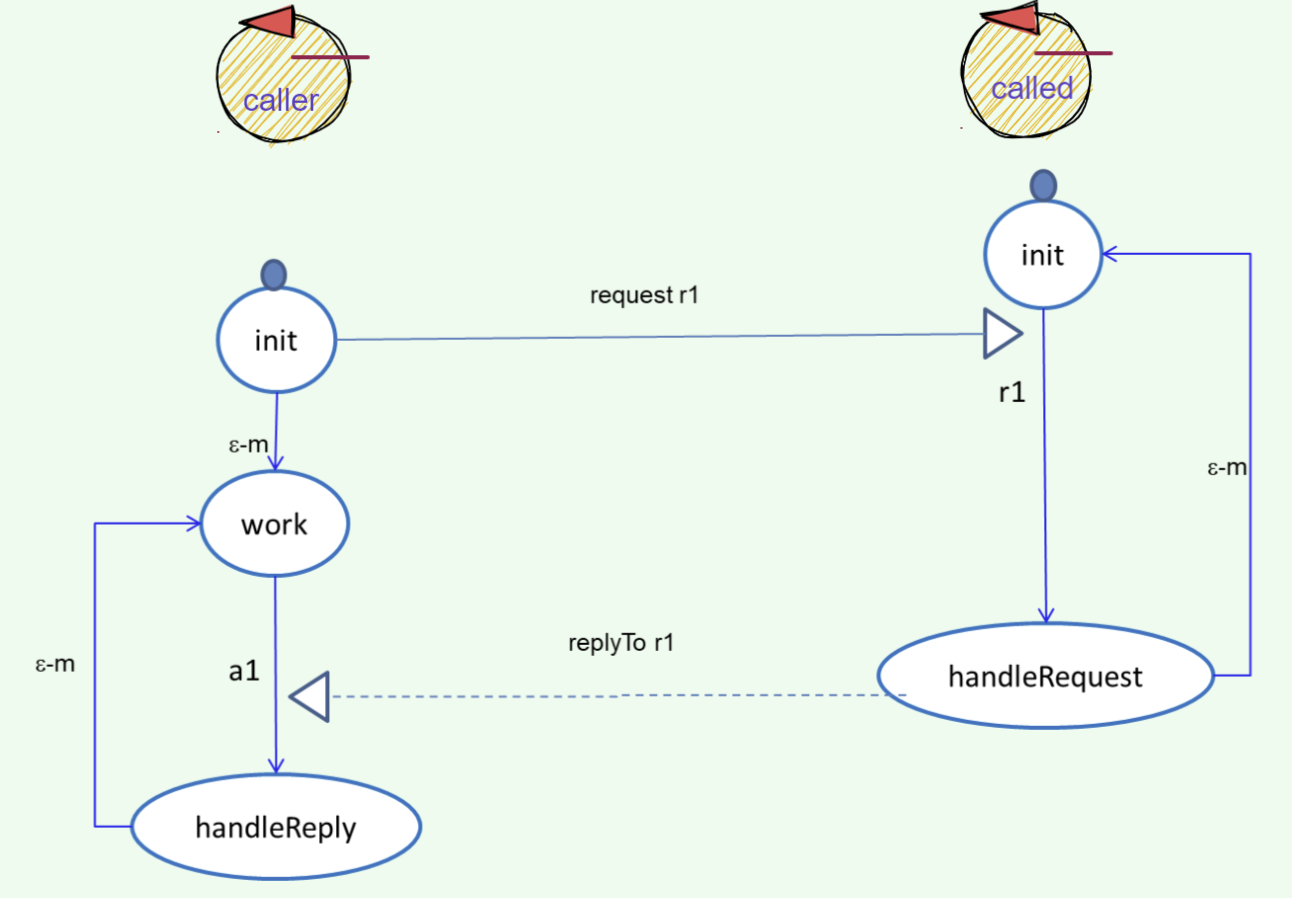 caller
called
init
request r1
init
r1
ε-m
ε-m
work
replyTo r1
ε-m
a1
handleRequest
handleReply